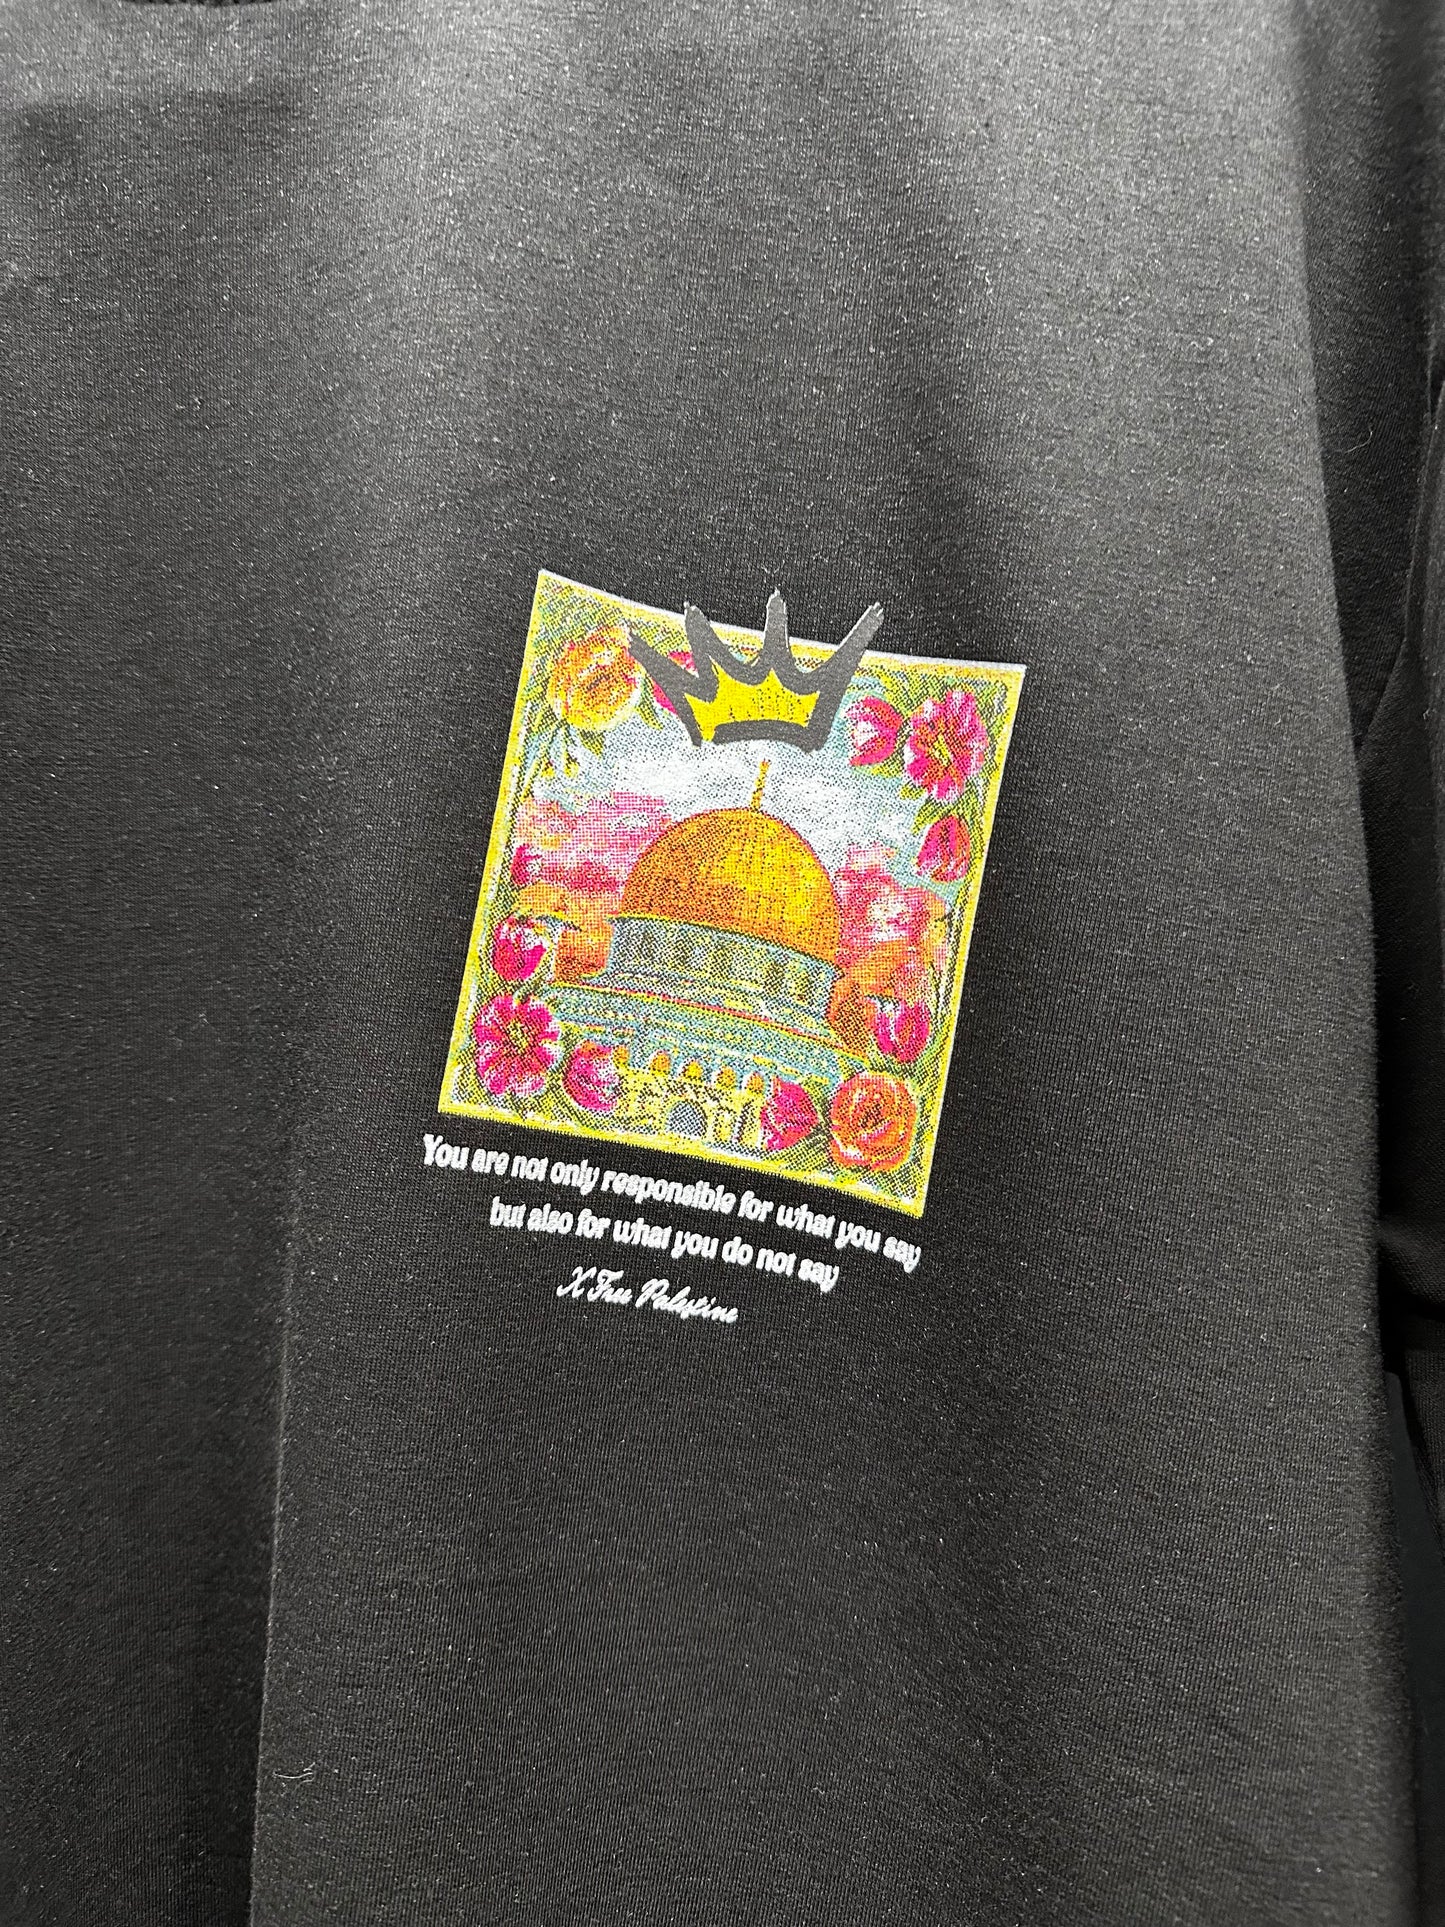 You are not only responsible for what you say
but also for what you do not say
X Free Palestine